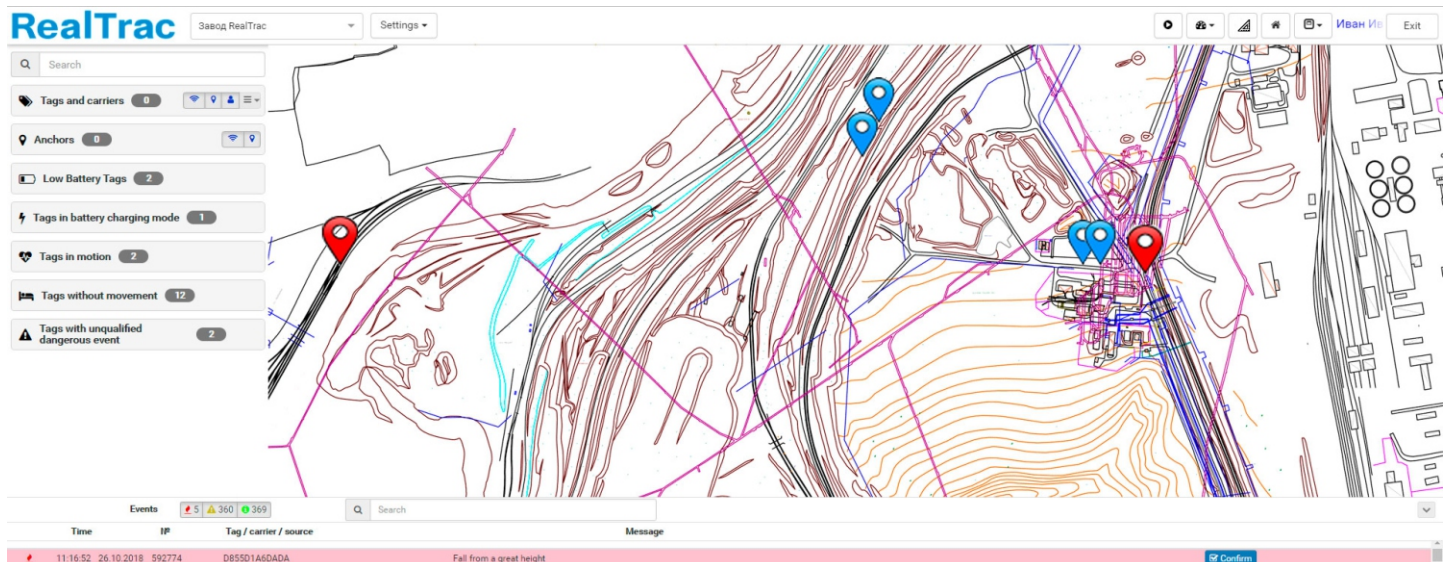 RealTrac
Завод RealTrac
Settings
Иван Ив
Exit
Search
Tags and carriers 0
Anchors 0
Low Battery Tags 2
Tags in battery charging mode 1
Tags in motion 2
Tags without movement 12
Tags with unqualified
dangerous event 2
H
Events 5 360 369 Search
Time № Tag / carrier / source Message
11:16:52 26.10.2018 592774 D855D1A6DADA Fall from a great height Confirm